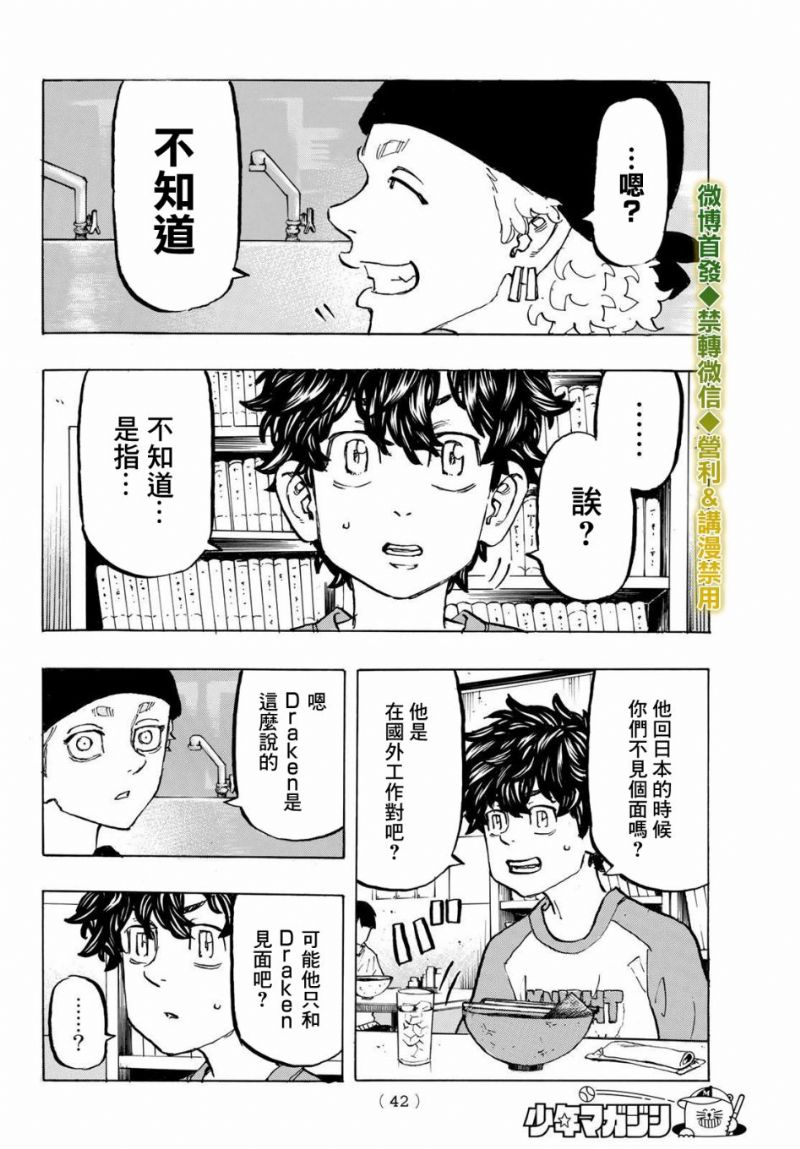 …嗯?
不知道
……
誒?
不知道…
是指…
他回日本的時候
你們不見個面嗎?
他是
在國外工作對吧?
嗯
Draken是
這麼說的
可能他只和
Draken
見面吧?
……?
KNIGHT
微博首發◆禁轉微信◆營利&講漫禁用
(42)
少年マガジン